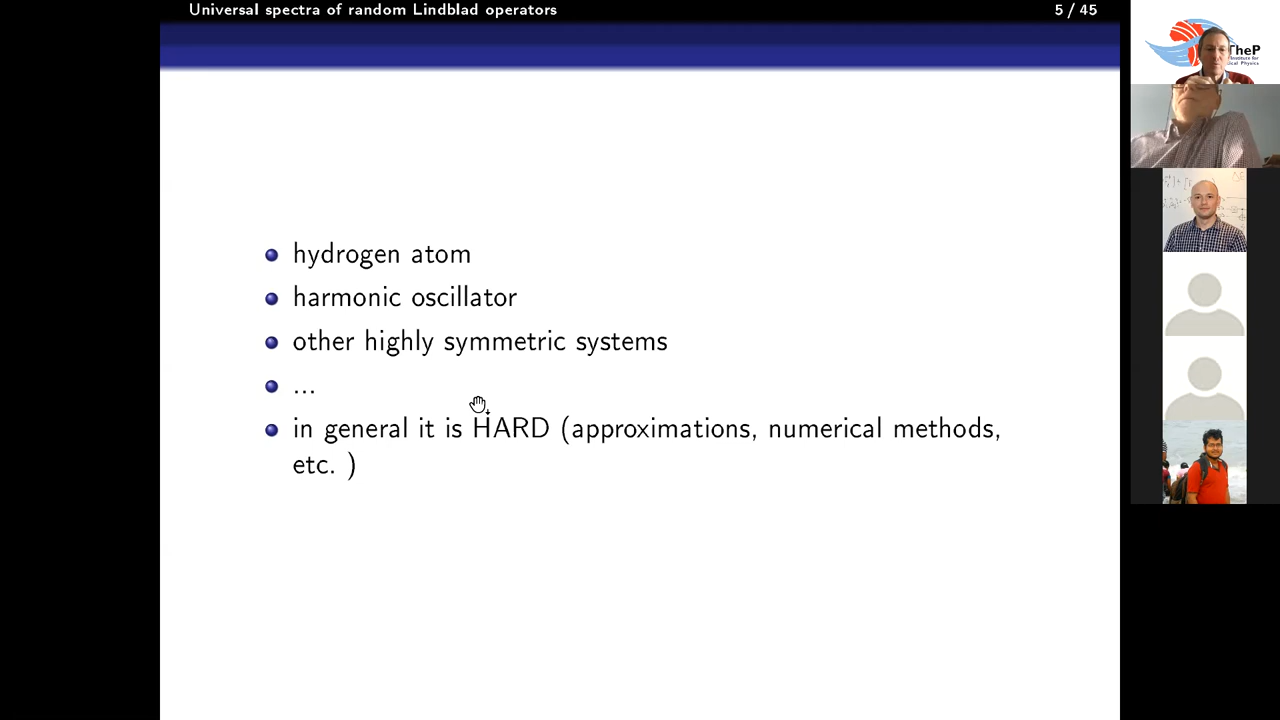 Universal spectra of random Lindblad operators
5 / 45
hydrogen atom
harmonic oscillator
other highly symmetric systems
...
in general it is HARD (approximations, numerical methods,
etc. )
TheP